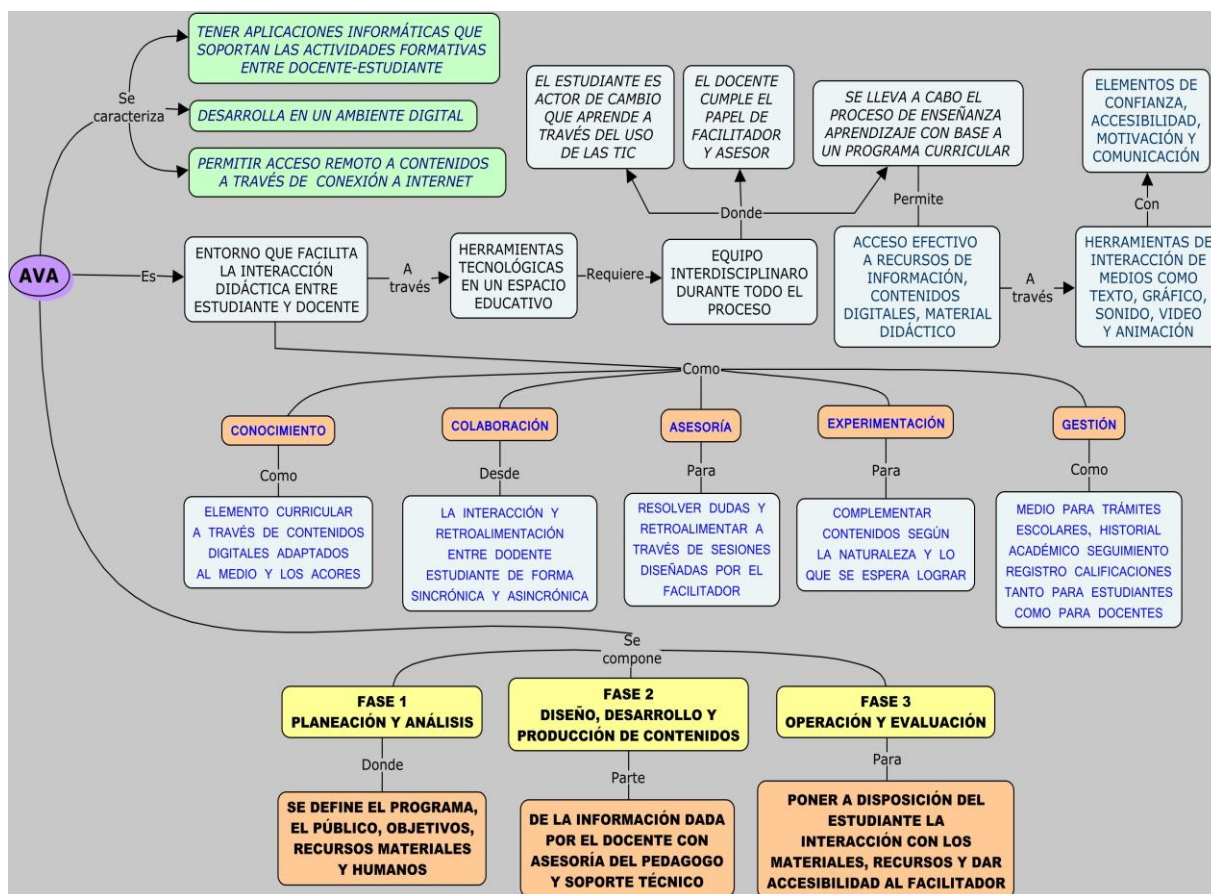 TENER APLICACIONES INFORMÁTICAS QUE
SOPORTAN LAS ACTIVIDADES FORMATIVAS
ENTRE DOCENTE-ESTUDIANTE
Se
caracteriza
DESARROLLA EN UN AMBIENTE DIGITAL
PERMITIR ACCESO REMOTO A CONTENIDOS
A TRAVÉS DE CONEXIÓN A INTERNET
EL ESTUDIANTE ES
ACTOR DE CAMBIO
QUE APRENDE A
TRAVÉS DEL USO
DE LAS TIC
EL DOCENTE
CUMPLE EL
PAPEL DE
FACILITADOR
Y ASESOR
SE LLEVA A CABO EL
PROCESO DE ENSEÑANZA
APRENDIZAJE CON BASE A
UN PROGRAMA CURRICULAR
ELEMENTOS DE
CONFIANZA,
ACCESIBILIDAD,
MOTIVACIÓN Y
COMUNICACIÓN
Donde
Permite
Con
AVA
Es
ENTORNO QUE FACILITA
LA INTERACCIÓN
DIDÁCTICA ENTRE
ESTUDIANTE Y DOCENTE
A
través
HERRAMIENTAS
TECNOLÓGICAS
EN UN ESPACIO
EDUCATIVO
Requiere
EQUIPO
INTERDISCIPLINARO
DURANTE TODO EL
PROCESO
ACCESO EFECTIVO
A RECURSOS DE
INFORMACIÓN,
CONTENIDOS
DIGITALES, MATERIAL
DIDÁCTICO
A
través
HERRAMIENTAS DE
INTERACCIÓN DE
MEDIOS COMO
TEXTO, GRÁFICO,
SONIDO, VIDEO
Y ANIMACIÓN
Como
CONOCIMIENTO
COLABORACIÓN
ASESORÍA
EXPERIMENTACIÓN
GESTIÓN
Como
Desde
Para
Para
Como
ELEMENTO CURRICULAR
A TRAVÉS DE CONTENIDOS
DIGITALES ADAPTADOS
AL MEDIO Y LOS ACORES
LA INTERACCIÓN Y
RETROALIMENTACIÓN
ENTRE DODENTE
ESTUDIANTE DE FORMA
SINCRÓNICA Y ASINCRÓNICA
RESOLVER DUDAS Y
RETROALIMENTAR A
TRAVÉS DE SESIONES
DISEÑADAS POR EL
FACILITADOR
COMPLEMENTAR
CONTENIDOS SEGÚN
LA NATURALEZA Y LO
QUE SE ESPERA LOGRAR
MEDIO PARA TRÁMITES
ESCOLARES, HISTORIAL
ACADÉMICO SEGUIMIENTO
REGISTRO CALIFICACIONES
TANTO PARA ESTUDIANTES
COMO PARA DOCENTES
Se
compone
FASE 1
PLANEACIÓN Y ANÁLISIS
FASE 2
DISEÑO, DESARROLLO Y
PRODUCCIÓN DE CONTENIDOS
FASE 3
OPERACIÓN Y EVALUACIÓN
Donde
Parte
Para
SE DEFINE EL PROGRAMA,
EL PÚBLICO, OBJETIVOS,
RECURSOS MATERIALES
Y HUMANOS
DE LA INFORMACIÓN DADA
POR EL DOCENTE CON
ASESORÍA DEL PEDAGOGO
Y SOPORTE TÉCNICO
PONER A DISPOSICIÓN DEL
ESTUDIANTE LA
INTERACCIÓN CON LOS
MATERIALES, RECURSOS Y DAR
ACCESIBILIDAD AL FACILITADOR